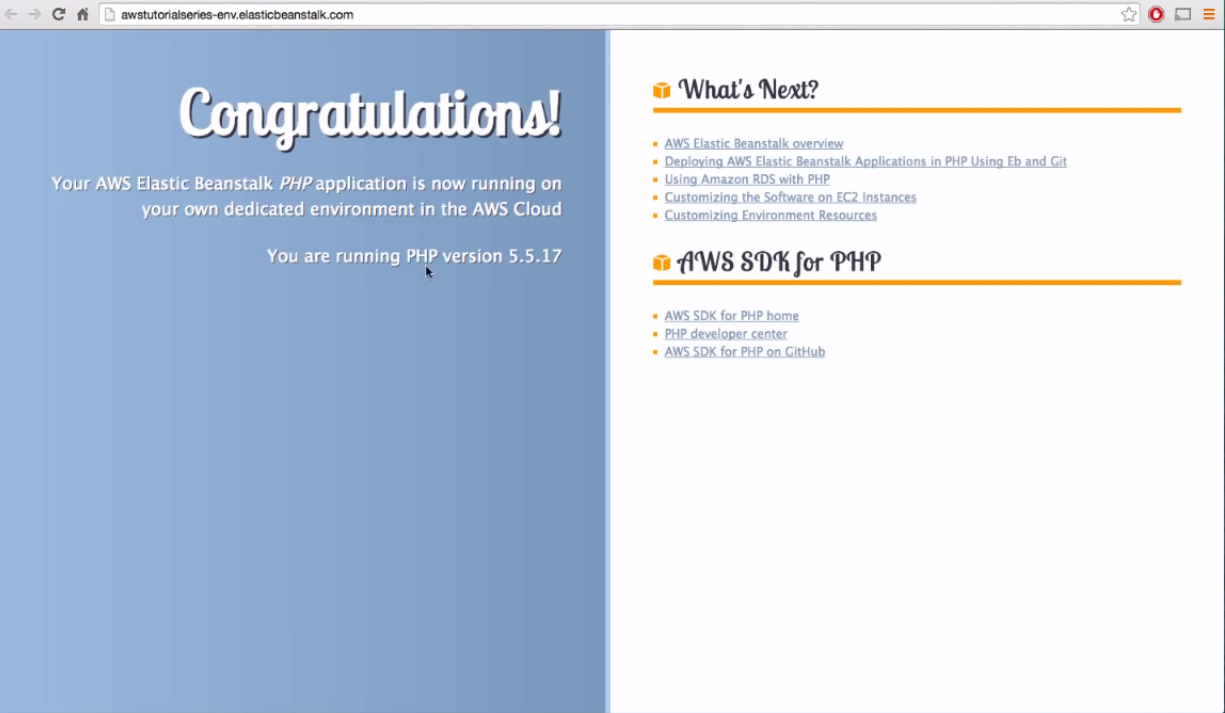 awstutorialseries-env.elasticbeanstalk.com
Congratulations!
Your AWS Elastic Beanstalk PHP application is now running on
your own dedicated environment in the AWS Cloud
You are running PHP version 5.5.17
What's Next?
AWS Elastic Beanstalk overview
Deploying AWS Elastic Beanstalk Applications in PHP Using Eb and Git
Using Amazon RDS with PHP
Customizing the Software on EC2 Instances
Customizing Environment Resources
AWS SDK for PHP
AWS SDK for PHP home
PHP developer center
AWS SDK for PHP on GitHub